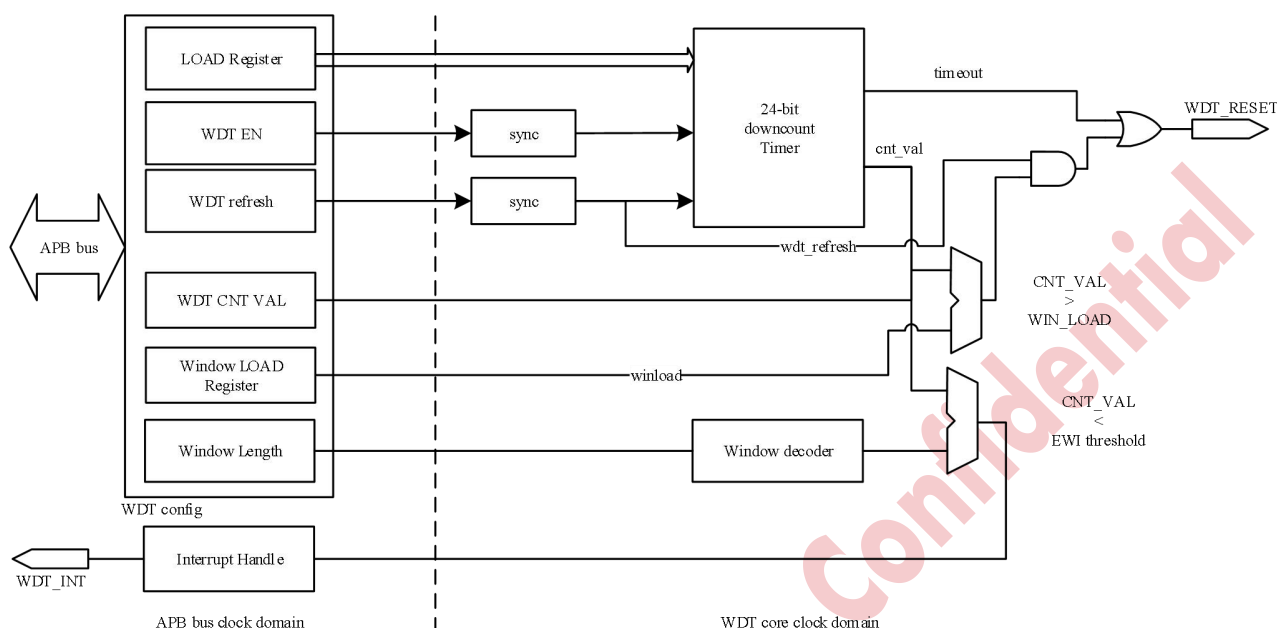 LOAD Register
WDT EN
WDT refresh
APB bus
WDT CNT VAL
Window LOAD
Register
Window Length
WDT config
Interrupt Handle
WDT_INT
APB bus clock domain
sync
sync
24-bit
downcount
Timer
timeout
cnt_val
WDT_RESET
wdt_refresh
CNT_VAL
>
WIN_LOAD
winload
CNT_VAL
<
EWI threshold
Window decoder
WDT core clock domain
Confidential